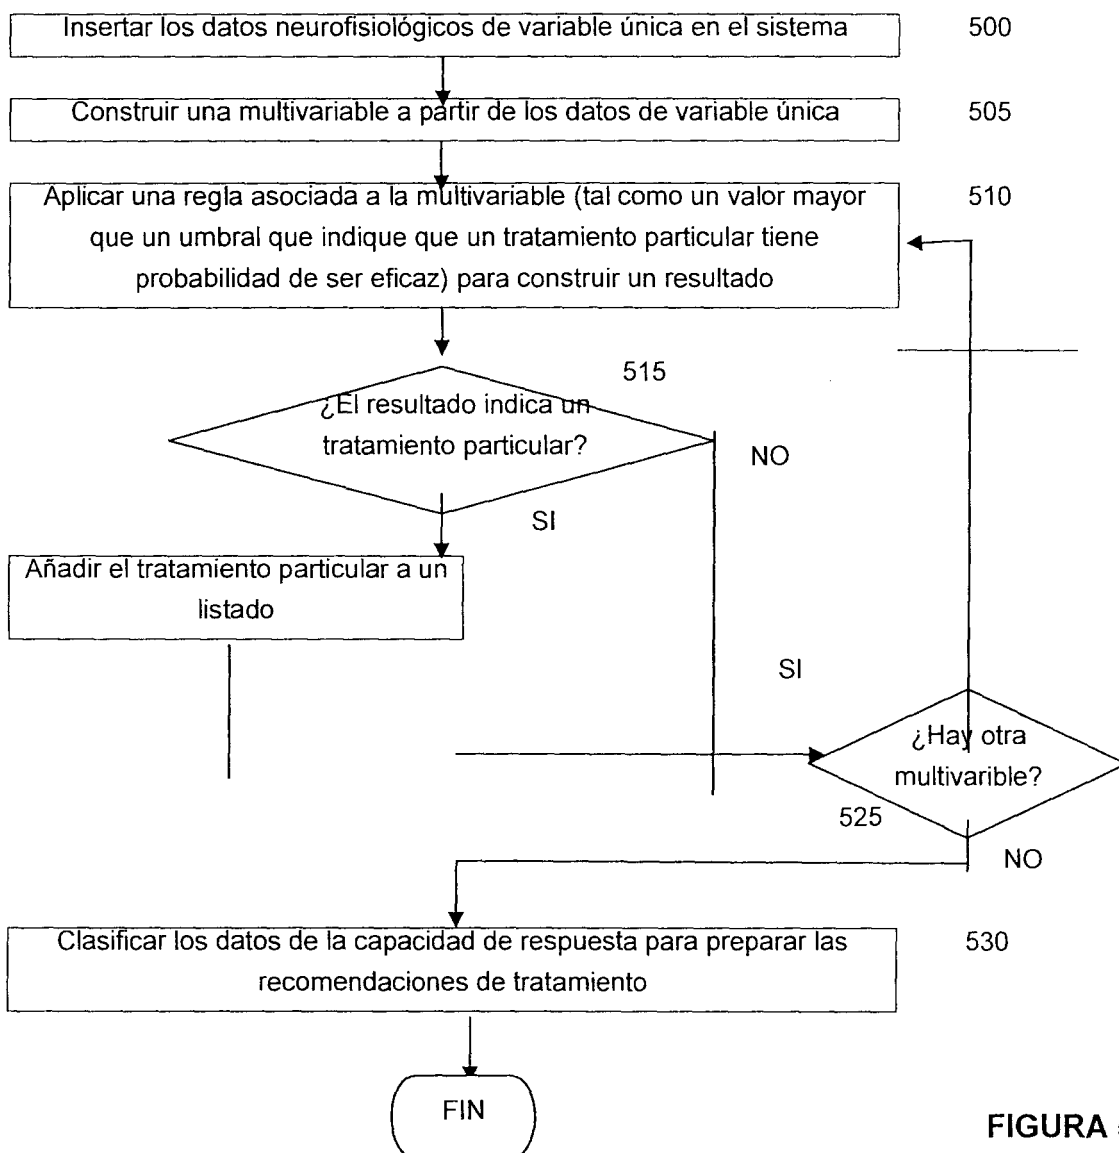 Insertar los datos neurofisiológicos de variable única en el sistema
500
Construir una multivariable a partir de los datos de variable única
505
Aplicar una regla asociada a la multivariable (tal como un valor mayor
que un umbral que indique que un tratamiento particular tiene
probabilidad de ser eficaz) para construir un resultado
510
515
¿El resultado indica un
tratamiento particular?
NO
SI
Añadir el tratamiento particular a un
listado
SI
¿Hay otra
multivarible?
525
NO
Clasificar los datos de la capacidad de respuesta para preparar las
recomendaciones de tratamiento
530
FIN
FIGURA